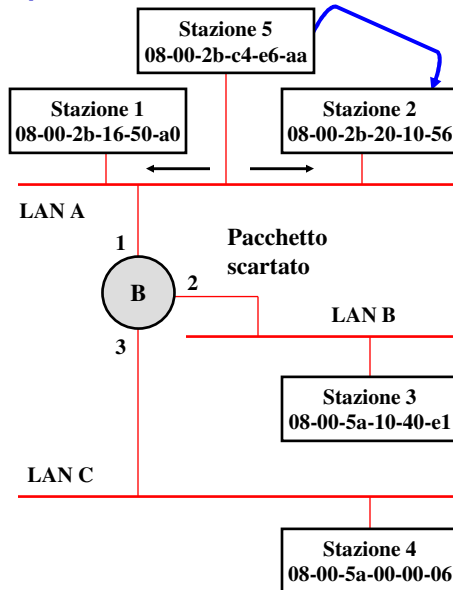 Stazione 5
08-00-2b-c4-e6-aa
Stazione 1
08-00-2b-16-50-a0
Stazione 2
08-00-2b-20-10-56
LAN A
1
Pacchetto
scartato
B
2
LAN B
3
Stazione 3
08-00-5a-10-40-e1
LAN C
Stazione 4
08-00-5a-00-00-06